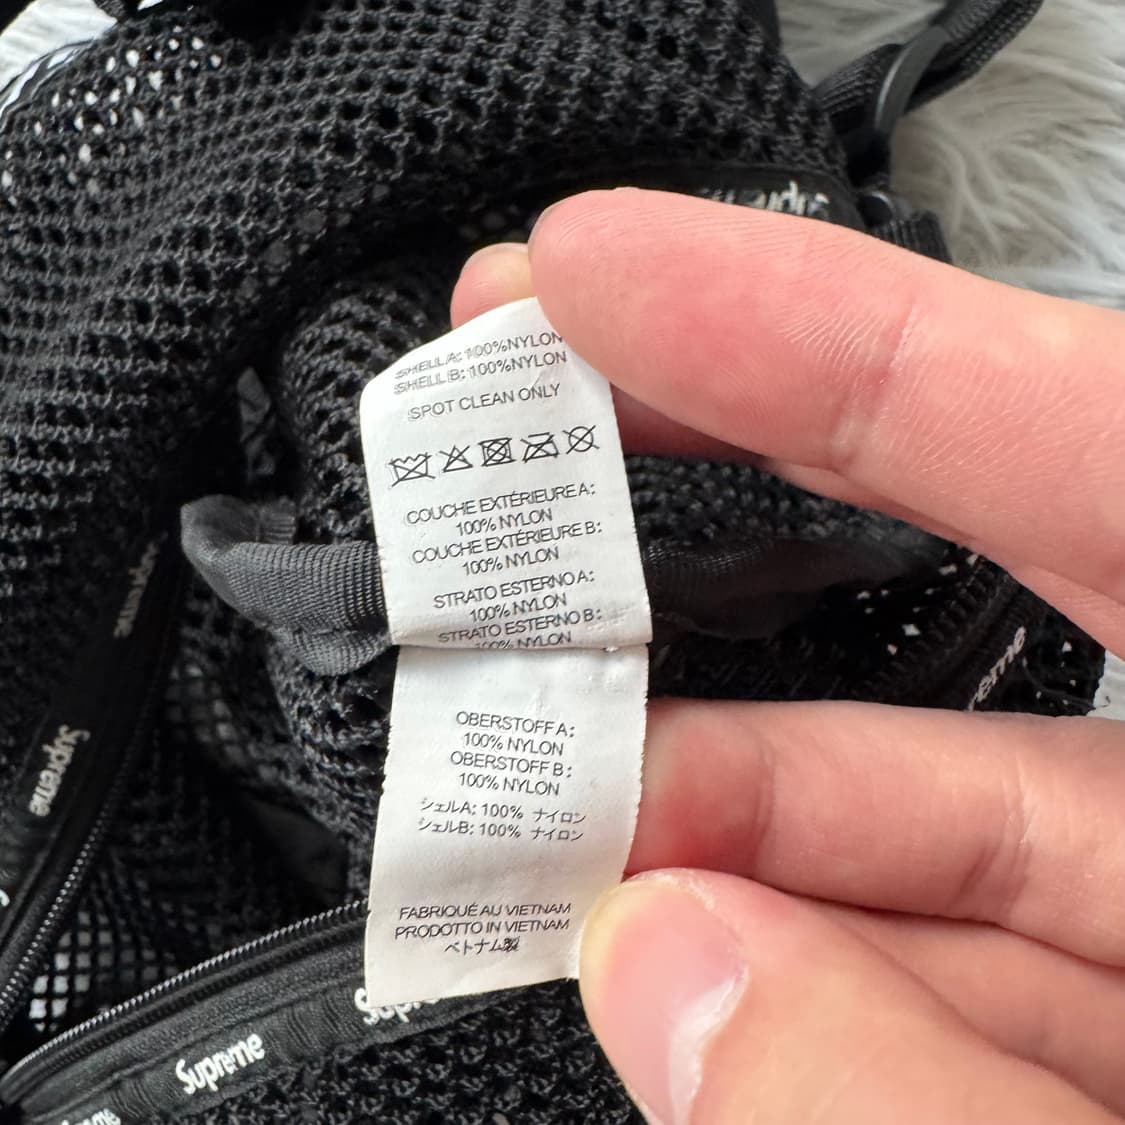 SHELL A: 100%NYLON
SHELL B: 100%NYLON
SPOT CLEAN ONLY
COUCHE EXTÉRIEURE A:
100% NYLON
COUCHE EXTÉRIEURE B:
100% NYLON
STRATO ESTERNO A:
100% NYLON
STRATO ESTERNO B:
100% NYLON
OBERSTOFF A:
100% NYLON
OBERSTOFF B:
100% NYLON
シェルA: 100% ナイロン
シェルB: 100% ナイロン
FABRIQUÉ AU VIETNAM
PRODOTTO IN VIETNAM
ベトナム製
Supreme
Supreme
Supreme